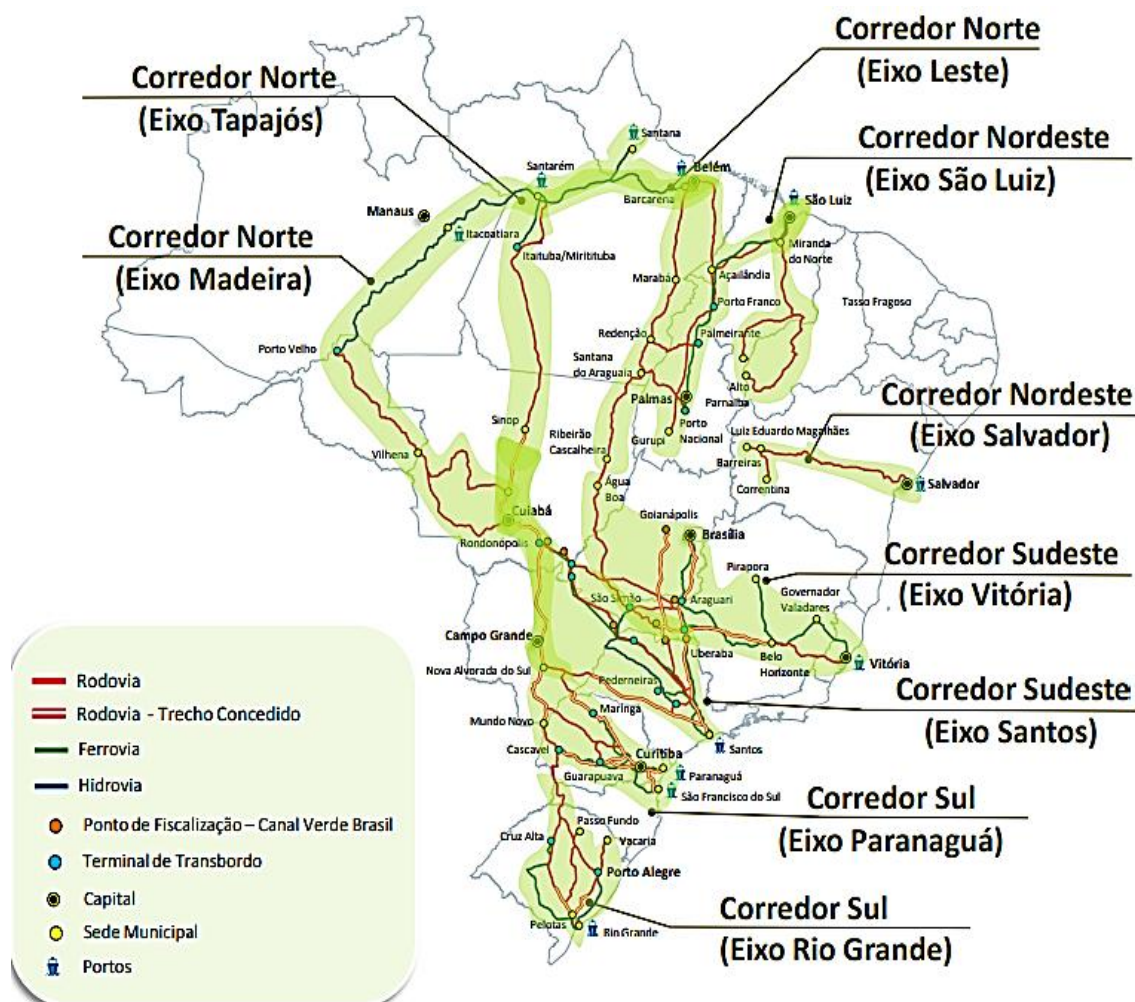 Corredor Norte
(Eixo Leste)
Corredor Norte
(Eixo Tapajós)
Corredor Nordeste
(Eixo São Luiz)
Corredor Norte
(Eixo Madeira)
Santana
Santarém
Belém
Barcarena
São Luiz
Manaus
Itacoatiara
Itaituba/Miritituba
Miranda
do Norte
Marabá
Açailândia
Porto Franco
Tasso Fragoso
Porto Velho
Redenção
Palmeirante
Santana
do Araguaia
Palmas
Alto
Parnaíba
Porto
Nacional
Gurupi
Corredor Nordeste
(Eixo Salvador)
Sinop
Ribeirão
Cascalheira
Luiz Eduardo Magalhães
Barreiras
Correntina
Salvador
Vilhena
Água
Boa
Cuiabá
Goianápolis
Brasília
Rondonópolis
Pirapora
Corredor Sudeste
(Eixo Vitória)
São Simão
Araguari
Governador
Valadares
Campo Grande
Uberaba
Belo
Horizonte
Vitória
Nova Alvorada do Sul
Pederneiras
Corredor Sudeste
(Eixo Santos)
Maringa
Mundo Novo
Santos
Cascavel
Curitiba
Guarapuava
Paranaguá
São Francisco do Sul
Corredor Sul
(Eixo Paranaguá)
Passo Fundo
Cruz Alta
Vacaria
Porto Alegre
Corredor Sul
(Eixo Rio Grande)
Pelotas
Rio Grande
Rodovia
Rodovia - Trecho Concedido
Ferrovia
Hidrovia
Ponto de Fiscalização – Canal Verde Brasil
Terminal de Transbordo
Capital
Sede Municipal
Portos